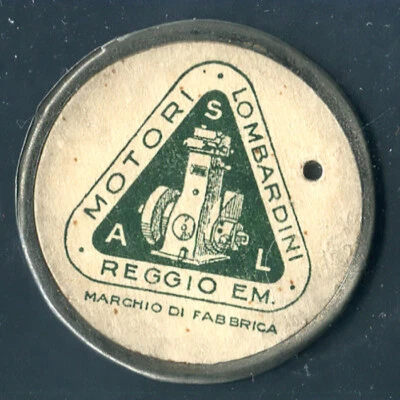 MOTORI
LOMBARDINI
S
A L
REGGIO EM.
MARCHIO DI FABBRICA